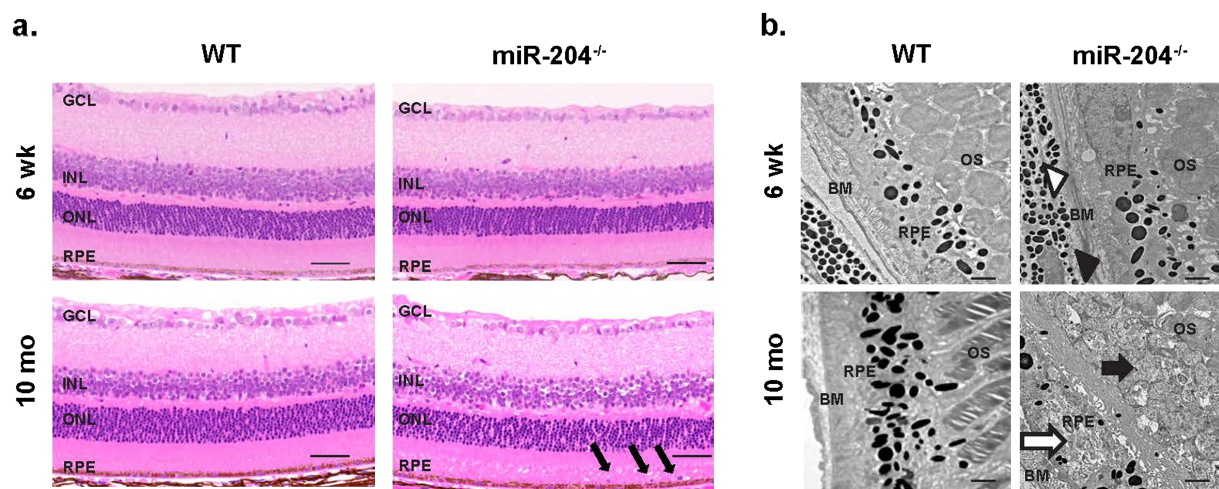 a.
WT miR-204-/-
6 wk
GCL
INL
ONL
RPE
GCL
INL
ONL
RPE
10 mo
GCL
INL
ONL
RPE
GCL
INL
ONL
RPE
b.
WT miR-204-/-
6 wk
BM
RPE
OS
BM
RPE
OS
10 mo
BM
RPE
OS
BM
RPE
OS